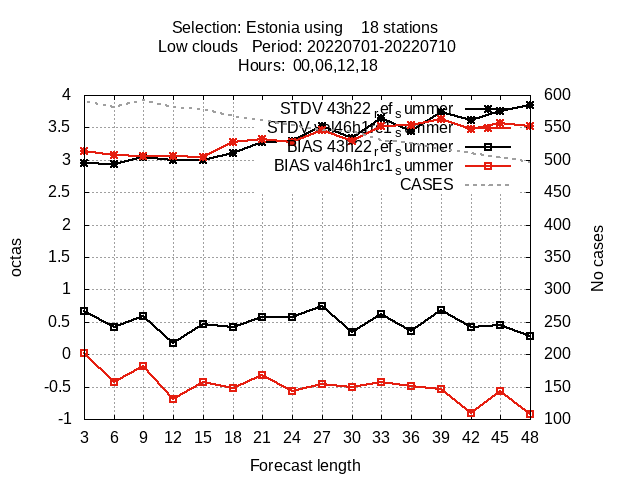 Selection: Estonia using 18 stations
Low clouds Period: 20220701-20220710
Hours: 00,06,12,18
STDV 43h22_ref_summer
STDV val46h1rc1_summer
BIAS 43h22_ref_summer
BIAS val46h1rc1_summer
CASES
octas
No cases
4
3.5
3
2.5
2
1.5
1
0.5
0
-0.5
-1
600
550
500
450
400
350
300
250
200
150
100
3 6 9 12 15 18 21 24 27 30 33 36 39 42 45 48
Forecast length